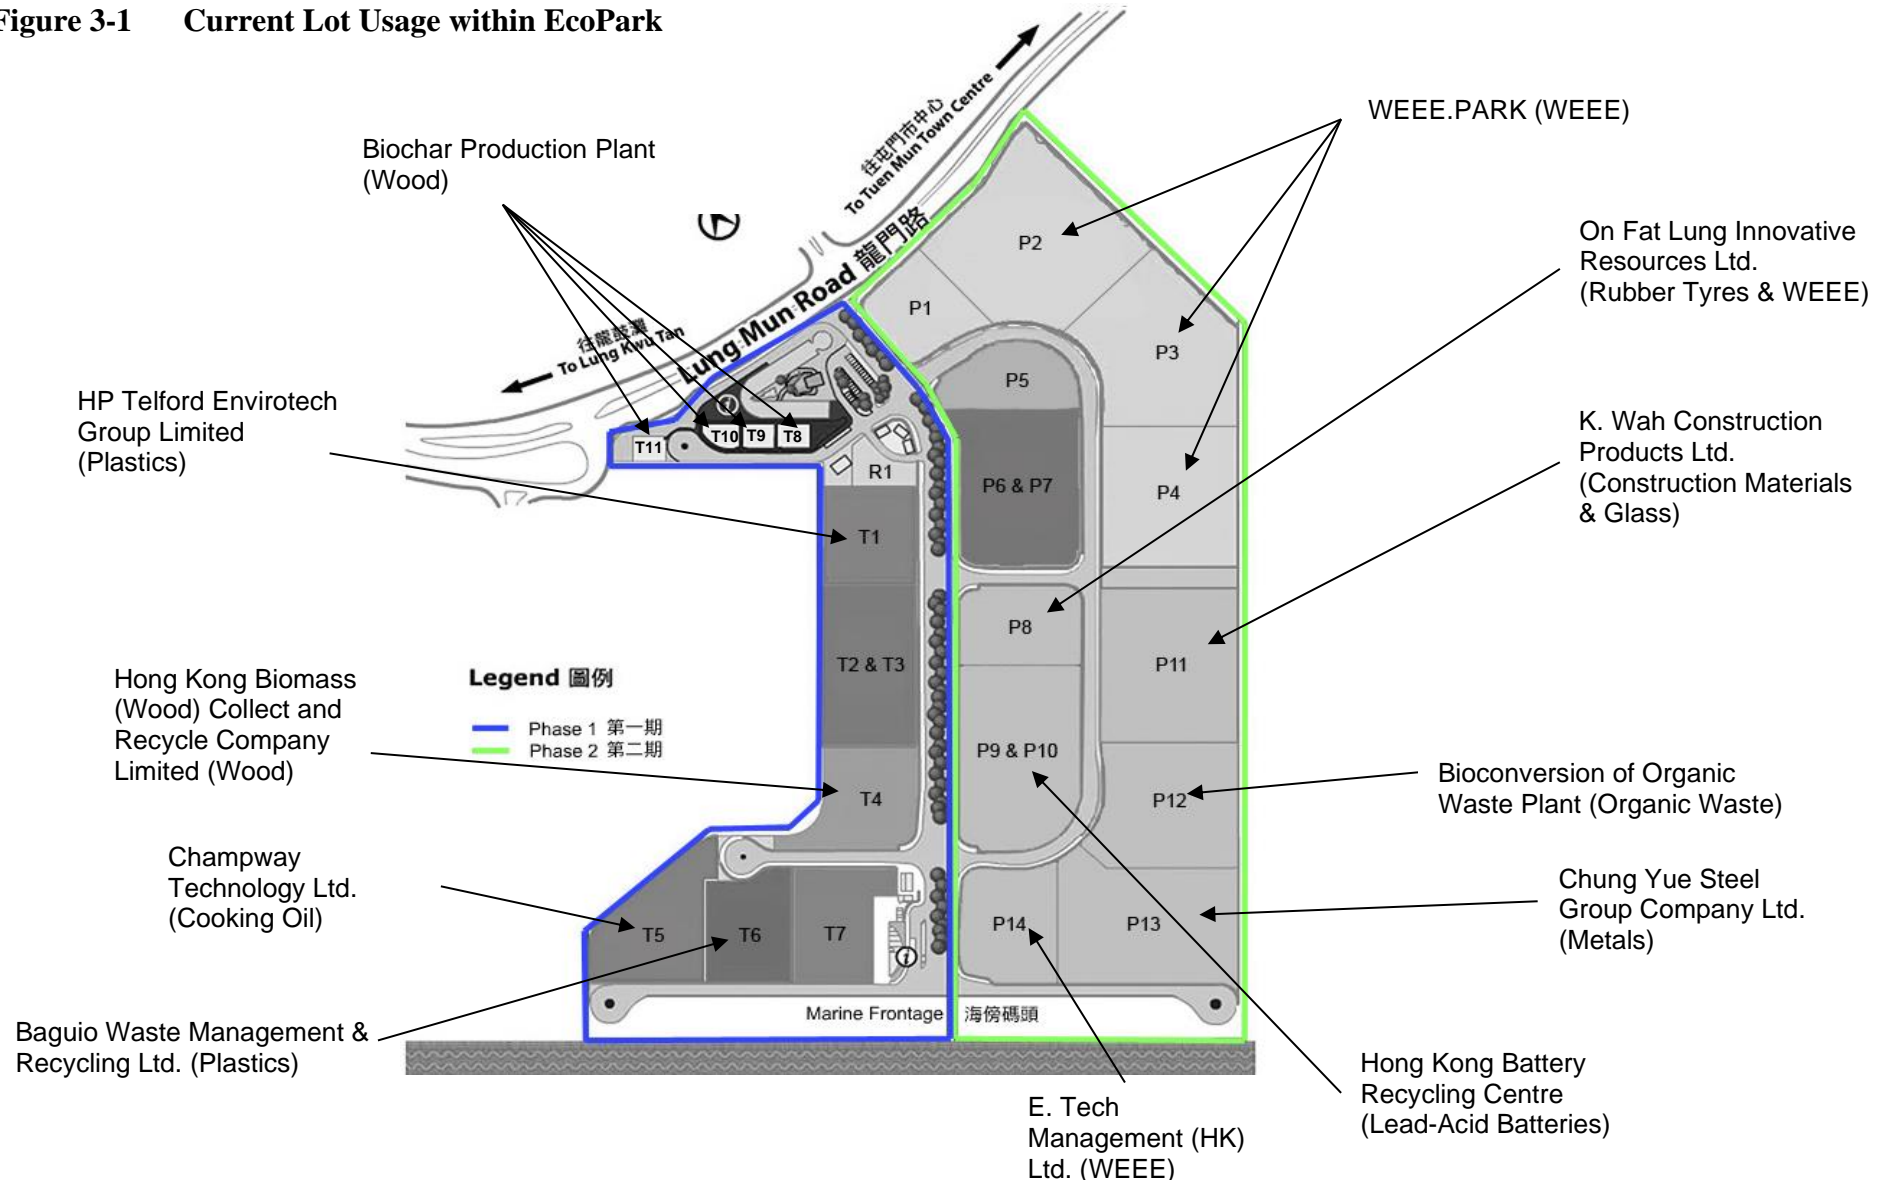 Figure 3-1 Current Lot Usage within EcoPark
往屯門市中心
To Tuen Mun Town Centre
WEEE.PARK (WEEE)
Biochar Production Plant
(Wood)
On Fat Lung Innovative
Resources Ltd.
(Rubber Tyres & WEEE)
Lung Mun Road 龍門路
往龍鼓灘
To Lung Kwu Tan
P2
P1
P3
P5
HP Telford Envirotech
Group Limited
(Plastics)
K. Wah Construction
Products Ltd.
(Construction Materials
& Glass)
T11
T10
T9
T8
R1
P6 & P7
P4
T1
P8
T2 & T3
P11
Hong Kong Biomass
(Wood) Collect and
Recycle Company
Limited (Wood)
Legend 圖例
Phase 1 第一期
Phase 2 第二期
P9 & P10
T4
P12
Bioconversion of Organic
Waste Plant (Organic Waste)
Champway
Technology Ltd.
(Cooking Oil)
Chung Yue Steel
Group Company Ltd.
(Metals)
T5
T6
T7
P14
P13
Marine Frontage 海傍碼頭
Baguio Waste Management &
Recycling Ltd. (Plastics)
Hong Kong Battery
Recycling Centre
(Lead-Acid Batteries)
E. Tech
Management (HK)
Ltd. (WEEE)